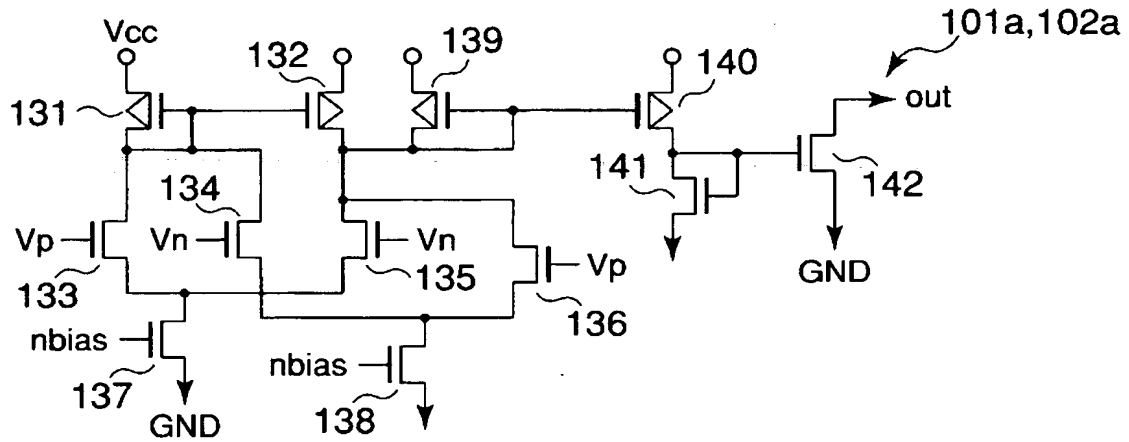 101a,102a
Vcc
132
139
131
140
out
134
141
142
Vp
Vn
Vn
Vp
133
135
136
GND
nbias
137
nbias
138
GND